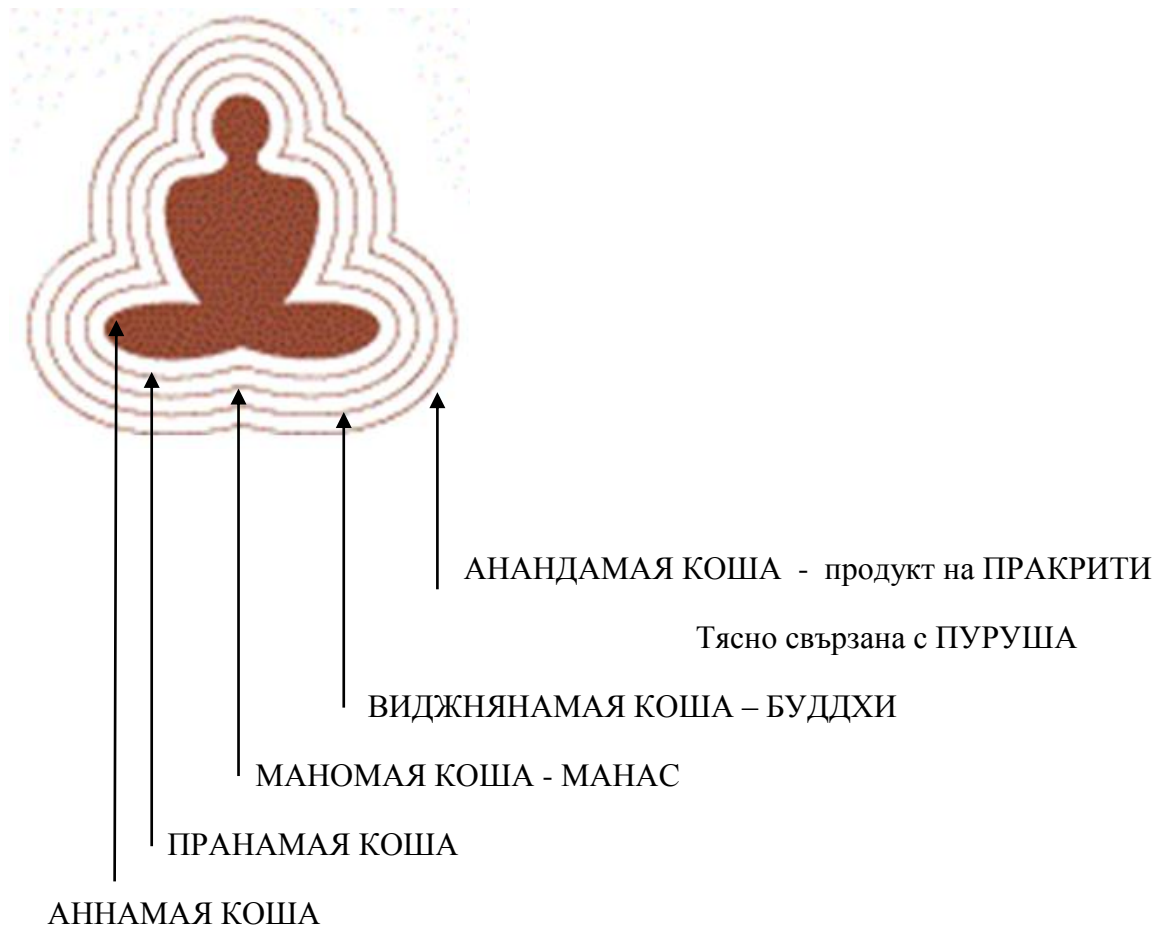 АНАНДАМАЯ КОША - продукт на ПРАКРИТИ
Тясно свързана с ПУРУША
ВИДЖНЯНАМАЯ КОША – БУДДХИ
МАНОМАЯ КОША - МАНАС
ПРАНАМАЯ КОША
АННАМАЯ КОША